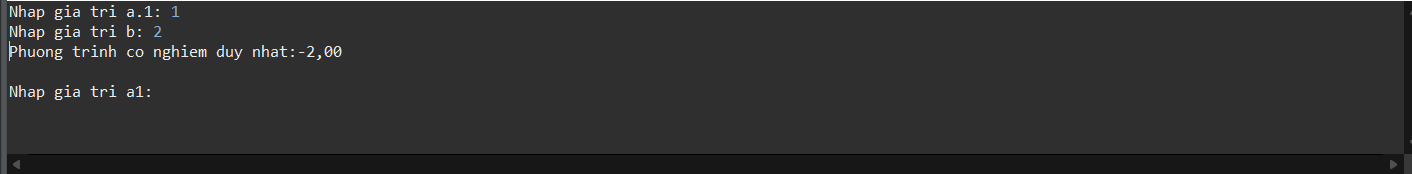 Nhap gia tri a.1: 1
Nhap gia tri b: 2
Phuong trinh co nghiem duy nhat:-2,00
Nhap gia tri a1: